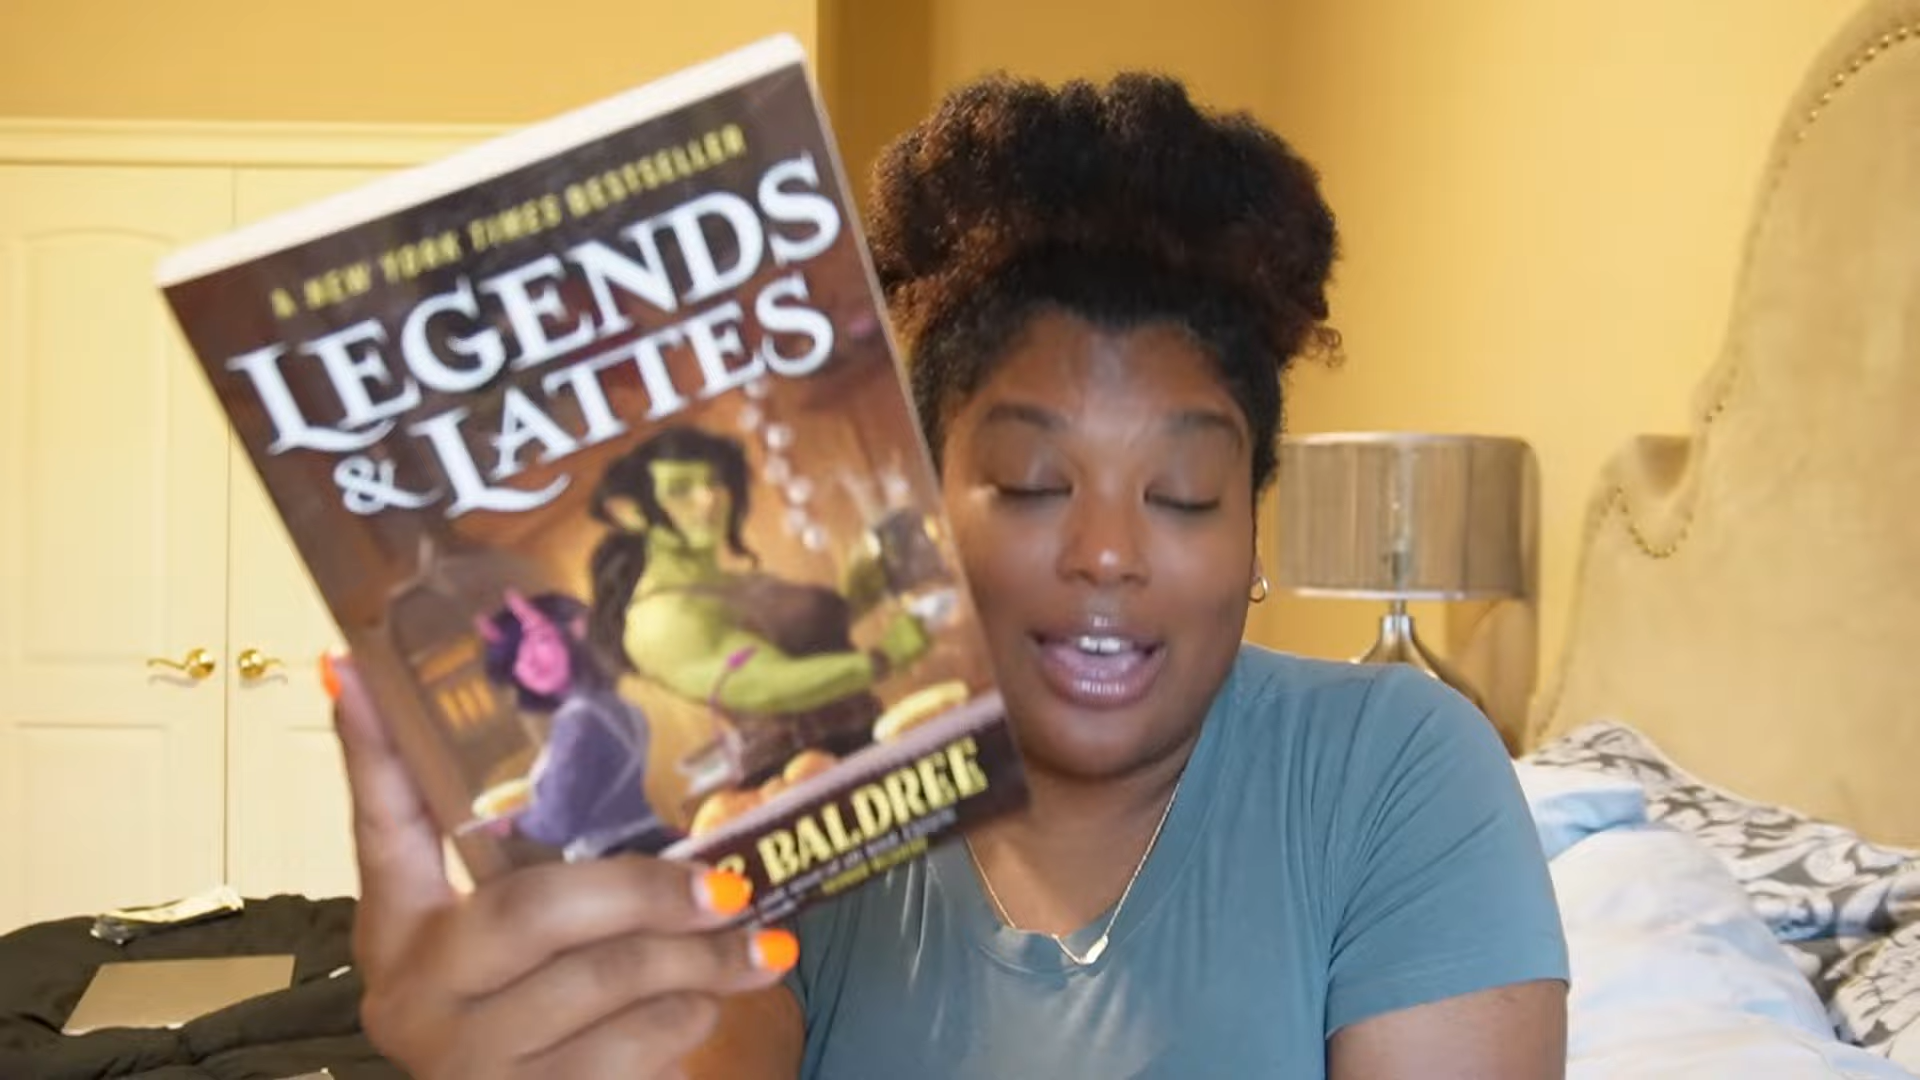 A NEW YORK TIMES BESTSELLER
LEGENDS
& LATTES
BALDREE